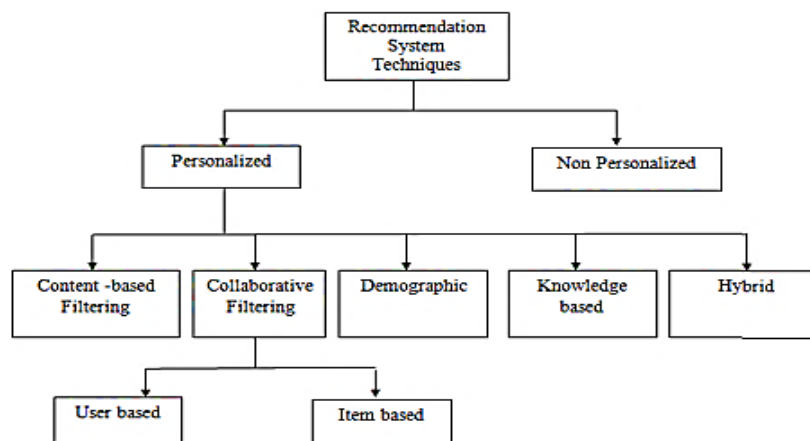 Recommendation
System
Techniques
Personalized
Non Personalized
Content -based
Filtering
Collaborative
Filtering
Demographic
Knowledge
based
Hybrid
User based
Item based